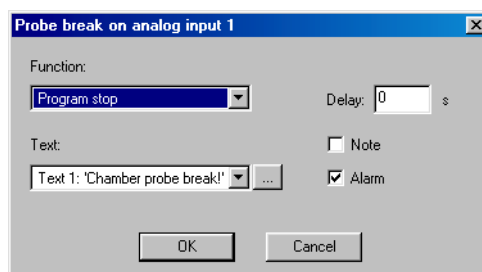 Probe break on analog input 1
Function:
Program stop
Delay: 0 s
Text:
Note
Text 1: 'Chamber probe break!' ...
Alarm
OK Cancel